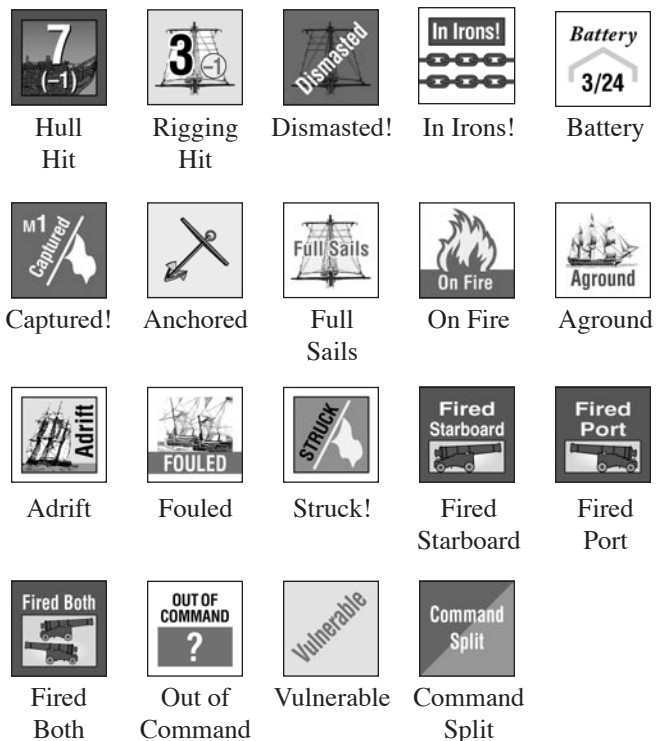 7
(–1)
3
–1
Dismasted
In Irons!
Battery
3/24
Hull
Hit
Rigging
Hit
Dismasted!
In Irons!
Battery
M1
Captured
Full Sails
On Fire
Aground
Captured!
Anchored
Full
Sails
On Fire
Aground
Adrift
FOULED
STRUCK
Fired
Starboard
Fired
Port
Adrift
Fouled
Struck!
Fired
Starboard
Fired
Port
Fired Both
OUT OF
COMMAND
?
Vulnerable
Command
Split
Fired
Both
Out of
Command
Vulnerable
Command
Split